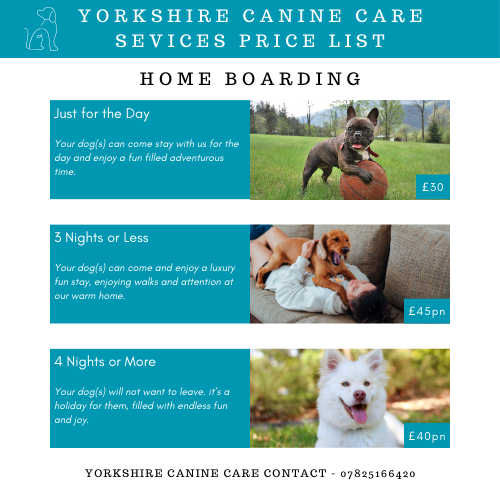 YORKSHIRE CANINE CARE
SEVICES PRICE LIST
HOME BOARDING
Just for the Day
Your dog(s) can come stay with us for the
day and enjoy a fun filled adventurous
time.
£30
3 Nights or Less
Your dog(s) can come and enjoy a luxury
fun stay, enjoying walks and attention at
our warm home.
£45pn
4 Nights or More
Your dog(s) will not want to leave. it's a
holiday for them, filled with endless fun
and joy.
£40pn
YORKSHIRE CANINE CARE CONTACT - 07825166420